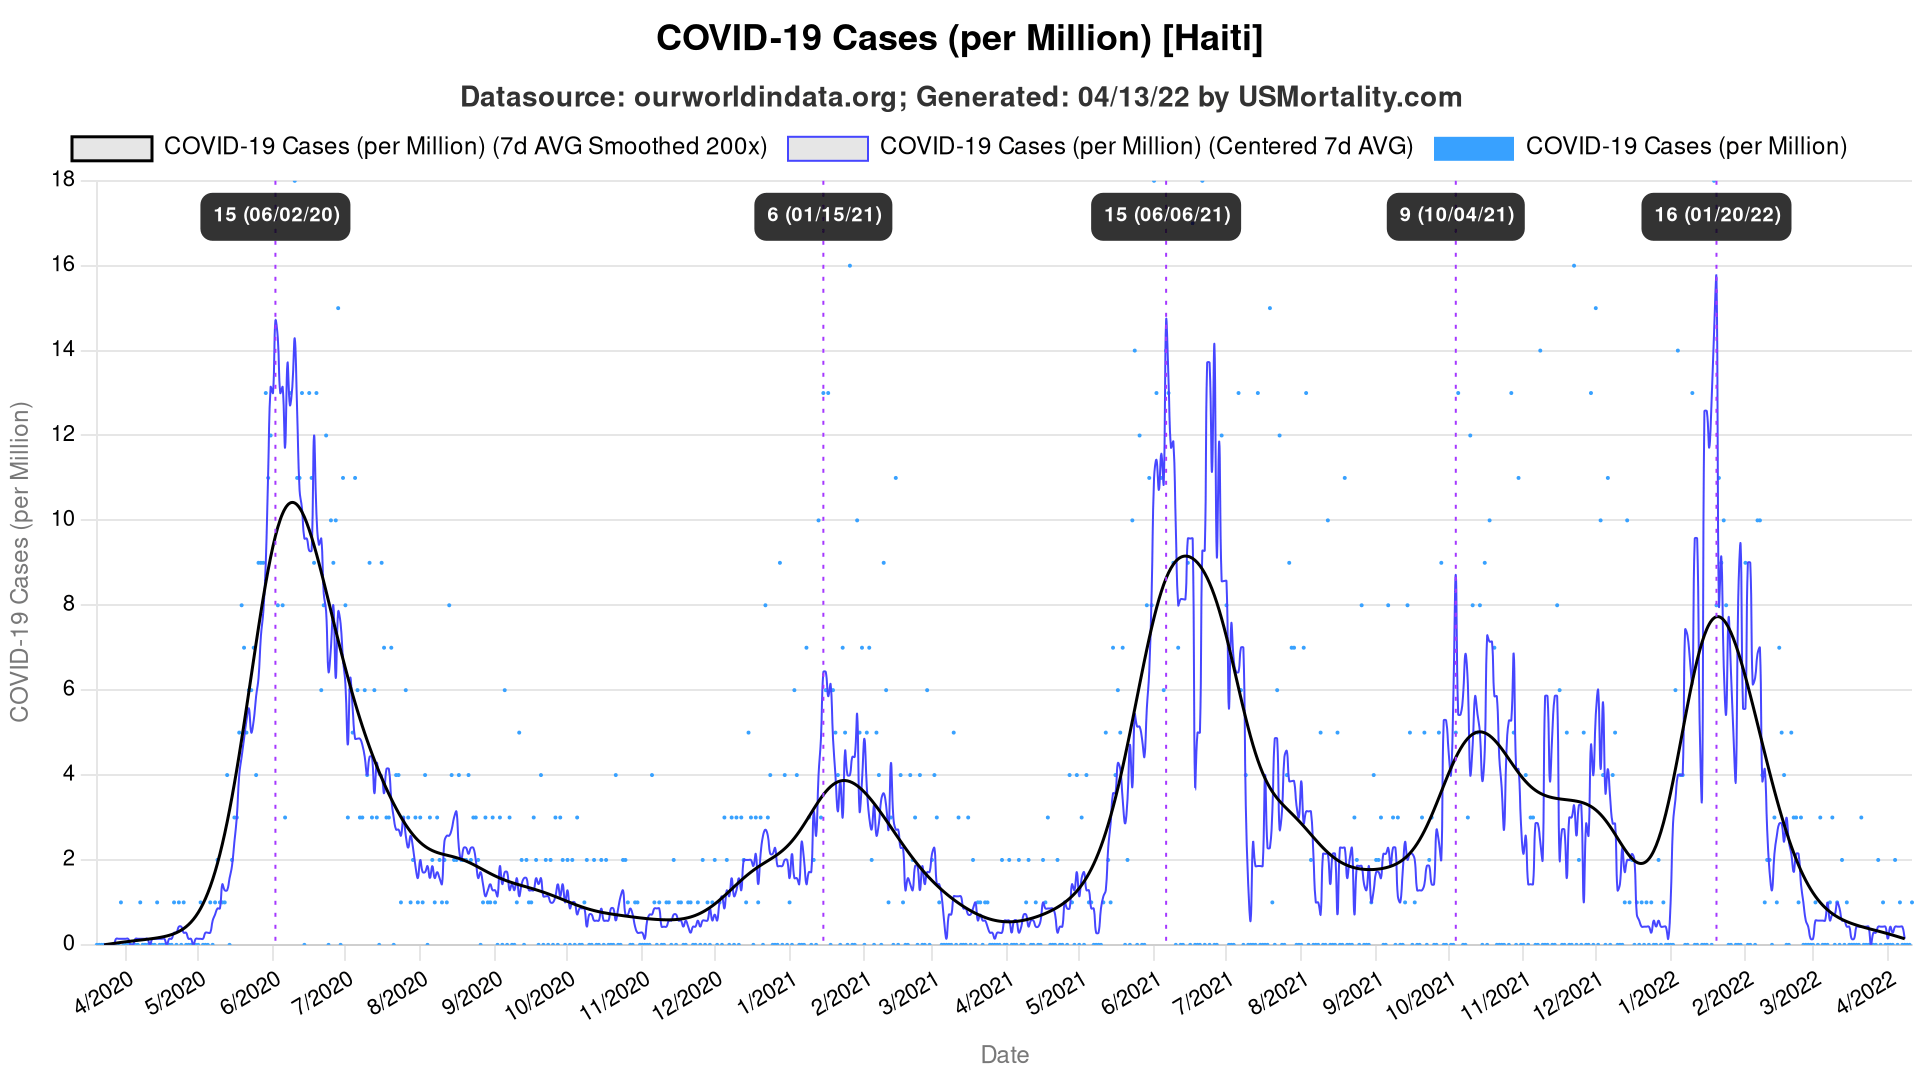 COVID-19 Cases (per Million) [Haiti]
Datasource: ourworldindata.org; Generated: 04/13/22 by USMortality.com
COVID-19 Cases (per Million) (7d AVG Smoothed 200x) COVID-19 Cases (per Million) (Centered 7d AVG) COVID-19 Cases (per Million)
15 (06/02/20) 6 (01/15/21) 15 (06/06/21) 9 (10/04/21) 16 (01/20/22)
COVID-19 Cases (per Million)
18
16
14
12
10
8
6
4
2
0
4/2020 5/2020 6/2020 7/2020 8/2020 9/2020 10/2020 11/2020 12/2020 1/2021 2/2021 3/2021 4/2021 5/2021 6/2021 7/2021 8/2021 9/2021 10/2021 11/2021 12/2021 1/2022 2/2022 3/2022 4/2022
Date